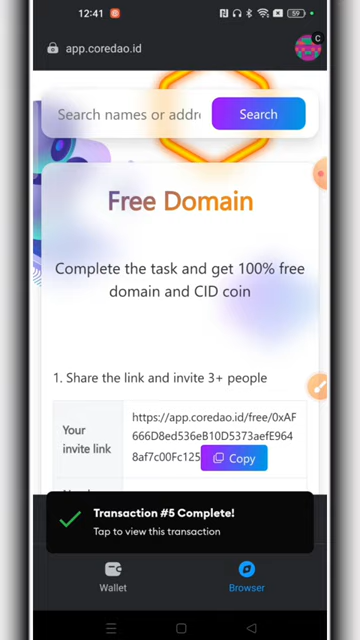 12:41
59
app.coredao.id
C
Search names or addr
Search
Free Domain
Complete the task and get 100% free
domain and CID coin
1. Share the link and invite 3+ people
Your
invite link
https://app.coredao.id/free/0xAF
666D8ed536eB10D5373aefE964
8af7c00Fc125
Copy
Transaction #5 Complete!
Tap to view this transaction
Wallet
Browser